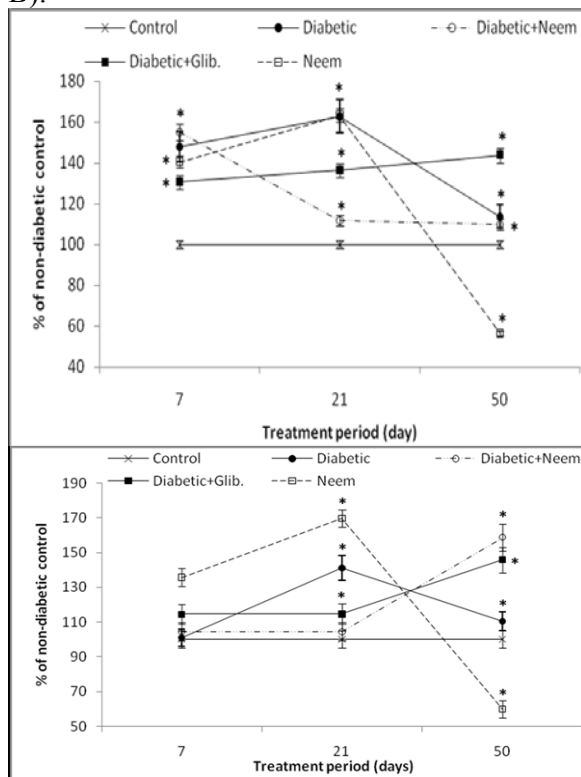 B).
Control Diabetic Diabetic+Neem
Diabetic+Glib. Neem
180
160
140
120
100
80
60
40
% of non-diabetic control
* * * * * * * * * *
7 21 50
Treatment period (day)
Control Diabetic Diabetic+Neem
Diabetic+Glib. Neem
190
170
150
130
110
90
70
50
% of non-diabetic control
* * * * * * *
7 21 50
Treatment period (days)